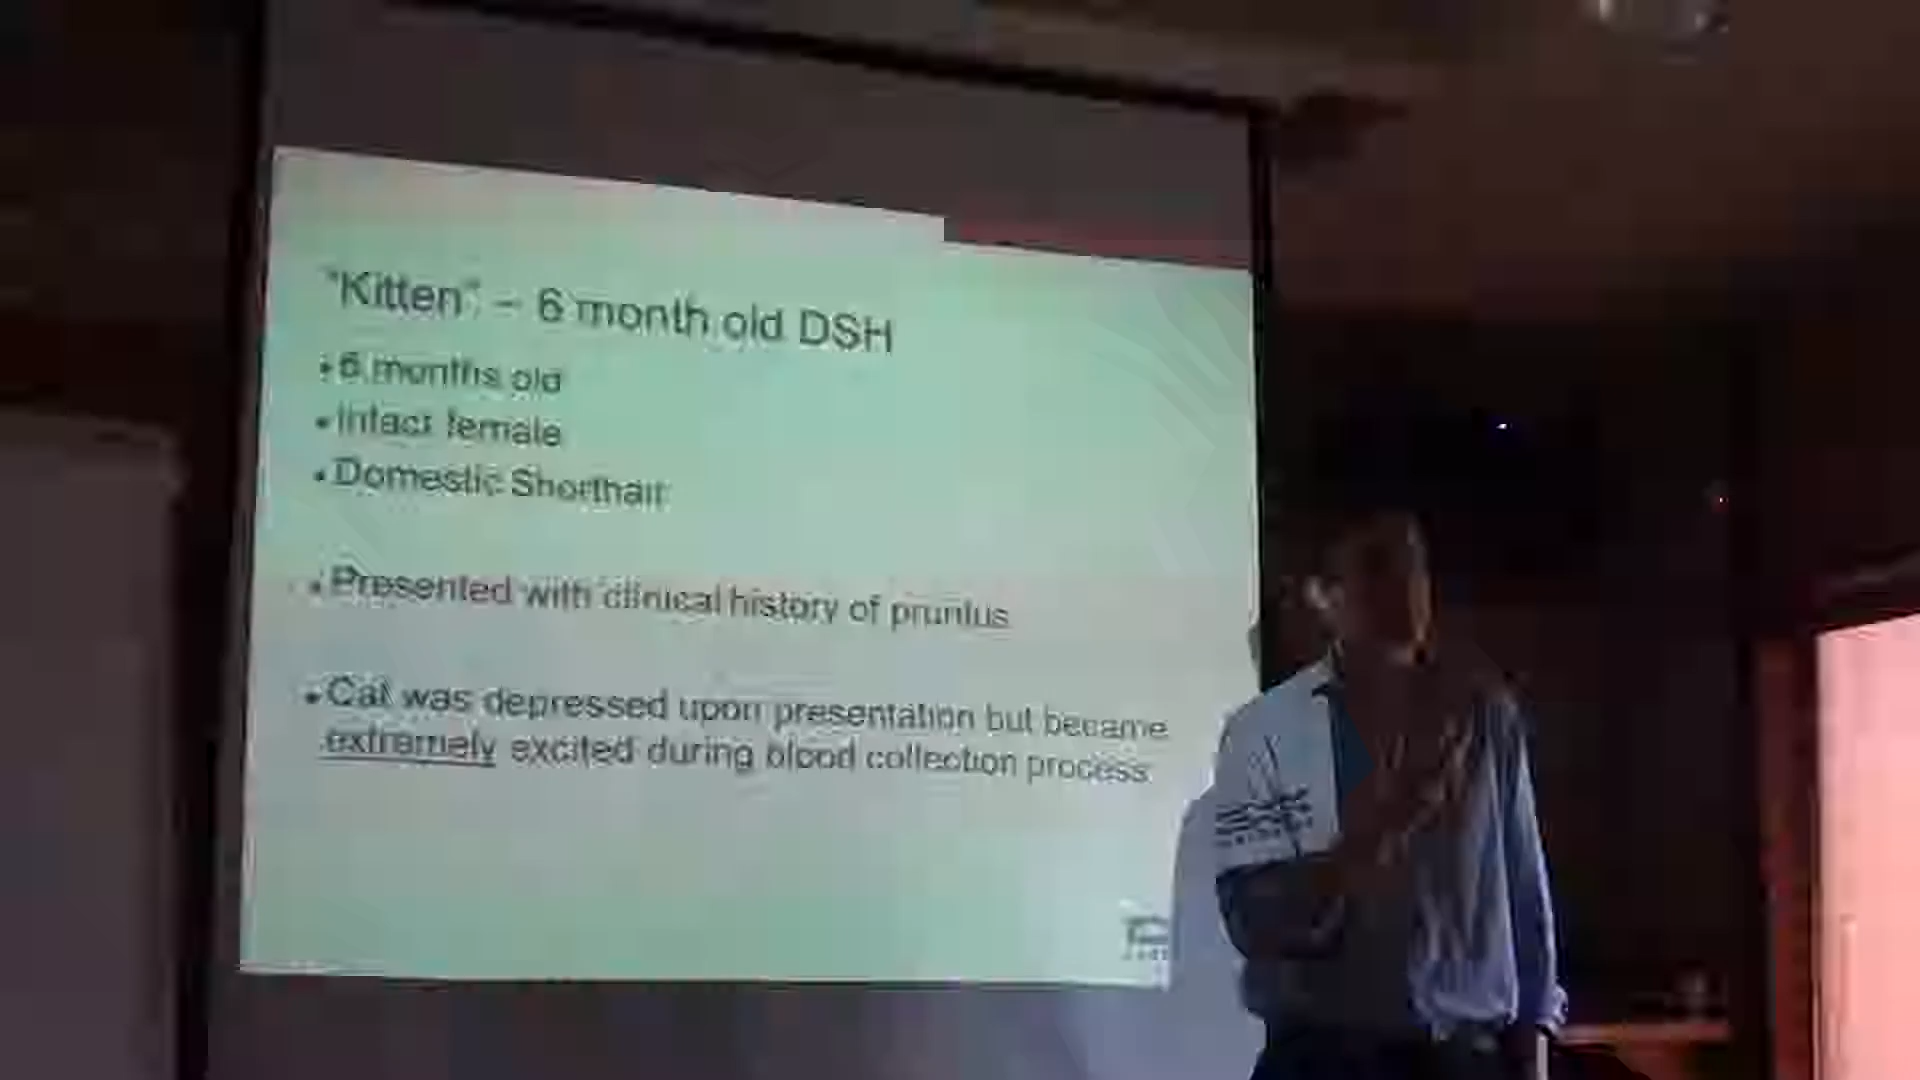 "Kitten" – 6 month old DSH
• 6 months old
• Intact female
• Domestic Shorthair
• Presented with clinical history of pruritus
• Cat was depressed upon presentation but became
extremely excited during blood collection process